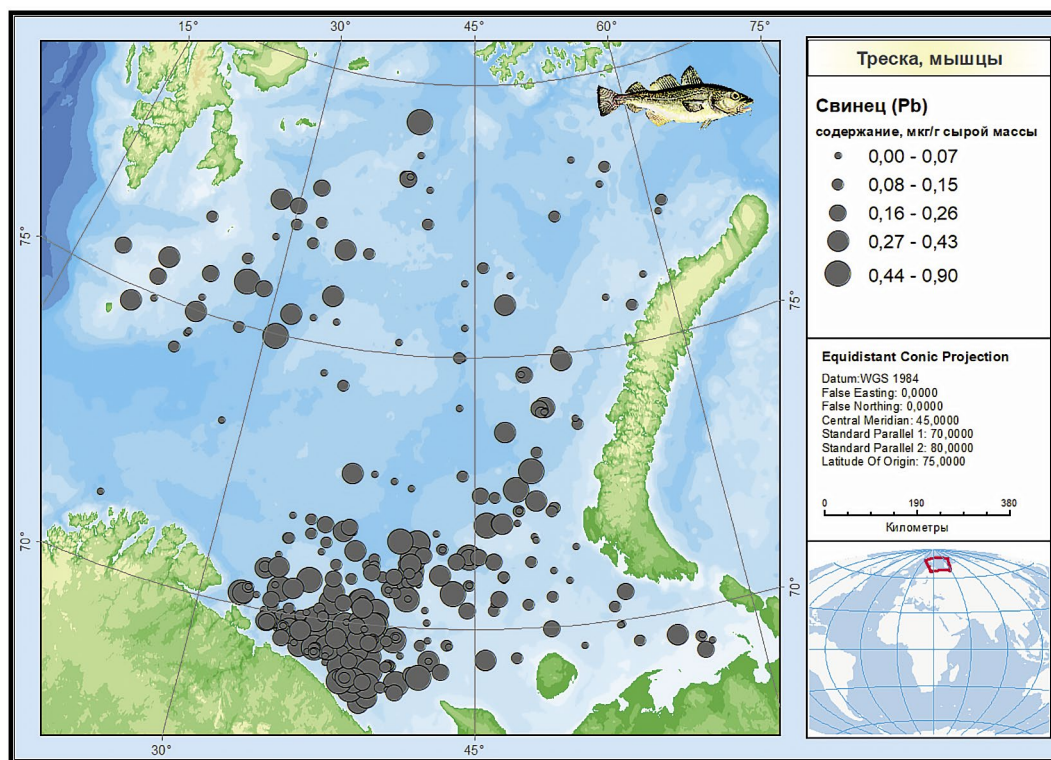 15° 30° 45° 60° 75°
75°
70°
75°
70°
30° 45°
Треска, мышцы
Свинец (Pb)
содержание, мкг/г сырой массы
0,00 - 0,07
0,08 - 0,15
0,16 - 0,26
0,27 - 0,43
0,44 - 0,90
Equidistant Conic Projection
Datum:WGS 1984
False Easting: 0,0000
False Northing: 0,0000
Central Meridian: 45,0000
Standard Parallel 1: 70,0000
Standard Parallel 2: 80,0000
Latitude Of Origin: 75,0000
0 190 380
Километры